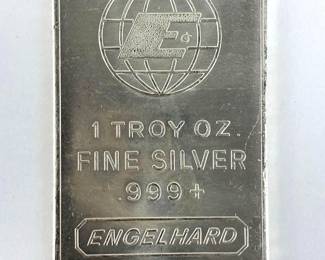 E
1 TROY OZ.
FINE SILVER
.999+
ENGELHARD